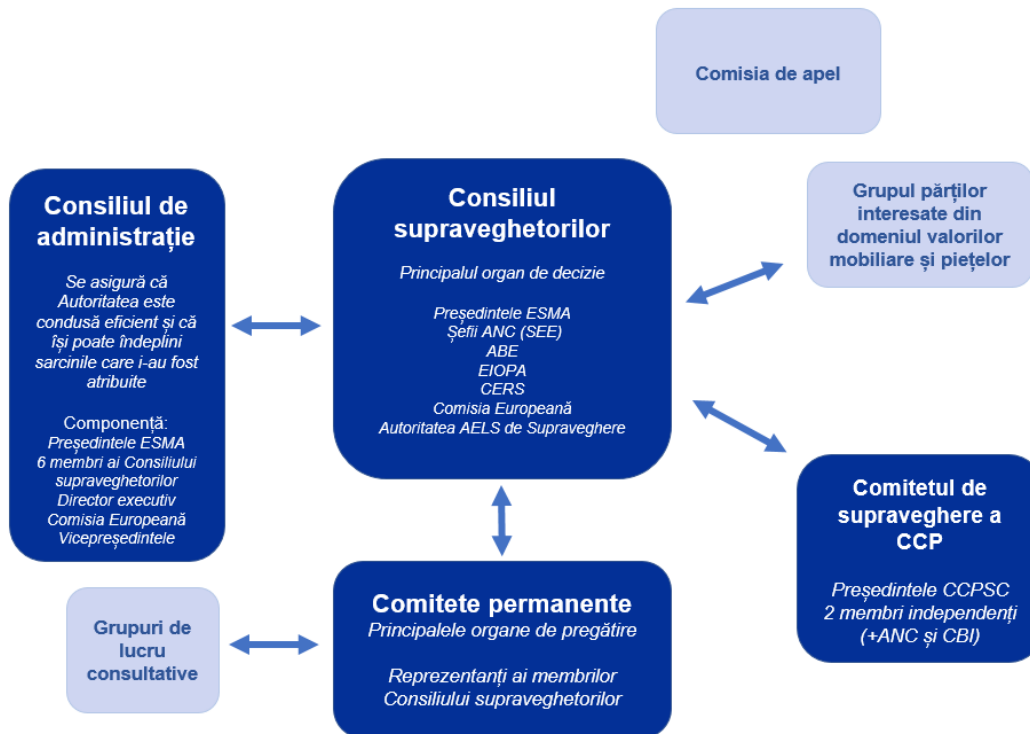 Comisia de apel
Consiliul de
administrație
Se asigură că
Autoritatea este
condusă eficient și că
își poate îndeplini
sarcinile care i-au fost
atribuite
Componență:
Președintele ESMA
6 membri ai Consiliului
supraveghetorilor
Director executiv
Comisia Europeană
Vicepreședintele
Consiliul
supraveghetorilor
Principalul organ de decizie
Președintele ESMA
Șefii ANC (SEE)
ABE
EIOPA
CERS
Comisia Europeană
Autoritatea AELS de Supraveghere
Grupul părților
interesate din
domeniul valorilor
mobiliare și piețelor
Comitetul de
supraveghere a
CCP
Președintele CCPSC
2 membri independenți
(+ANC și CBI)
Grupuri de
lucru
consultative
Comitete permanente
Principalele organe de pregătire
Reprezentanți ai membrilor
Consiliului supraveghetorilor